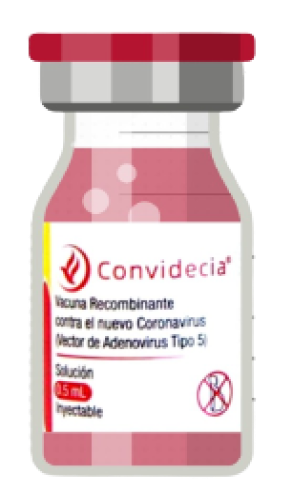 Convidecia®
Vacuna Recombinante
contra el nuevo Coronavirus
(Vector de Adenovirus Tipo 5)
Solución
0.5 mL
Inyectable